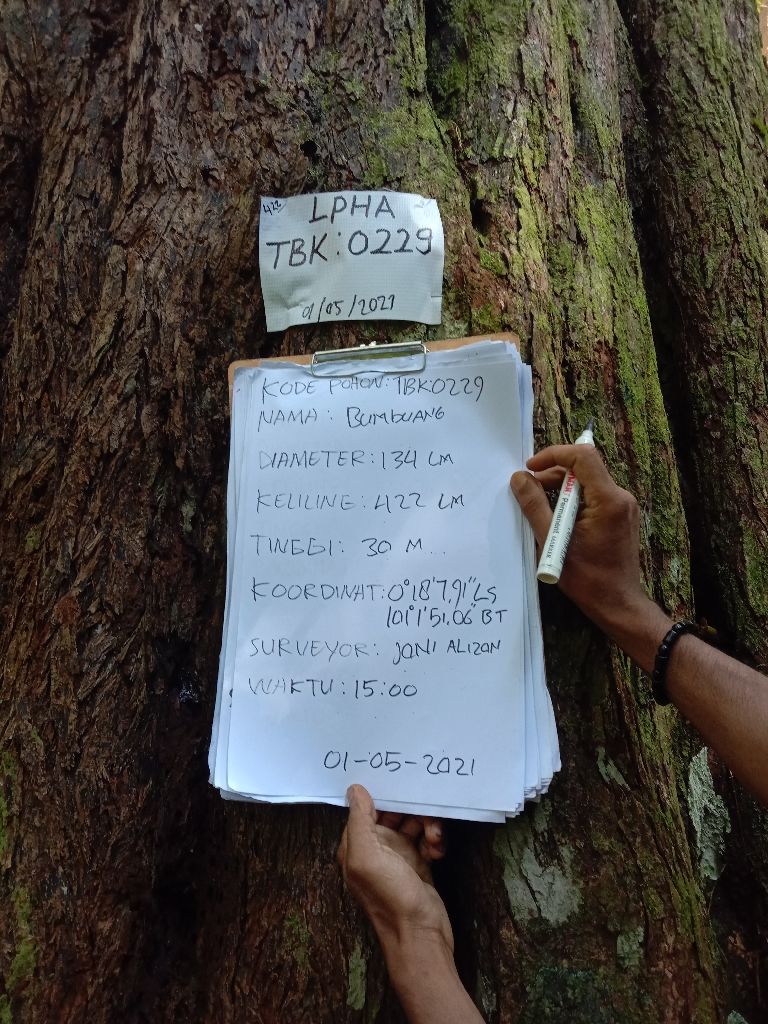 422
LPHA
TBK:0229
01/05/2021
KODE POHON: TBK0229
NAMA : BUMBUANG
DIAMETER: 134 CM
KELILING: 422 CM
TINGGI: 30 M..
KOORDINAT: 0°18'7,91"LS
101°1'51,06" BT
SURVEYOR: JONI ALIZON
WAKTU: 15:00
01-05-2021
Permanent MARKER